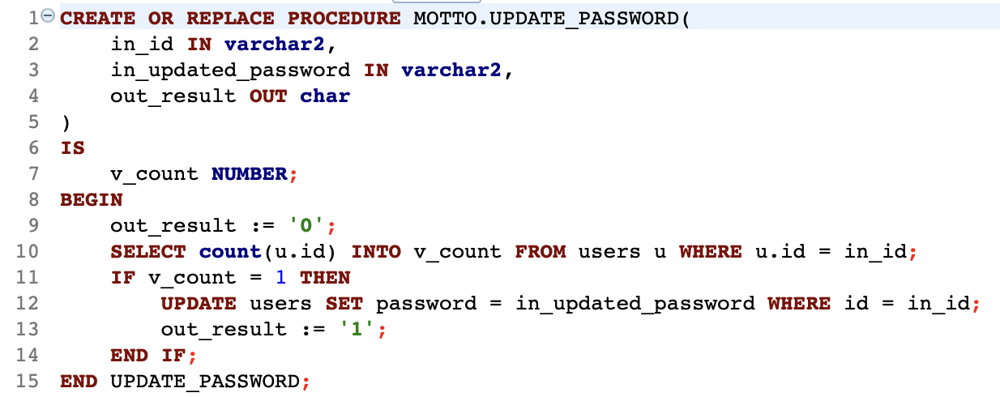 1 CREATE OR REPLACE PROCEDURE MOTTO.UPDATE_PASSWORD(
2     in_id IN varchar2,
3     in_updated_password IN varchar2,
4     out_result OUT char
5 )
6 IS
7     v_count NUMBER;
8 BEGIN
9     out_result := '0';
10     SELECT count(u.id) INTO v_count FROM users u WHERE u.id = in_id;
11     IF v_count = 1 THEN
12         UPDATE users SET password = in_updated_password WHERE id = in_id;
13         out_result := '1';
14     END IF;
15 END UPDATE_PASSWORD;